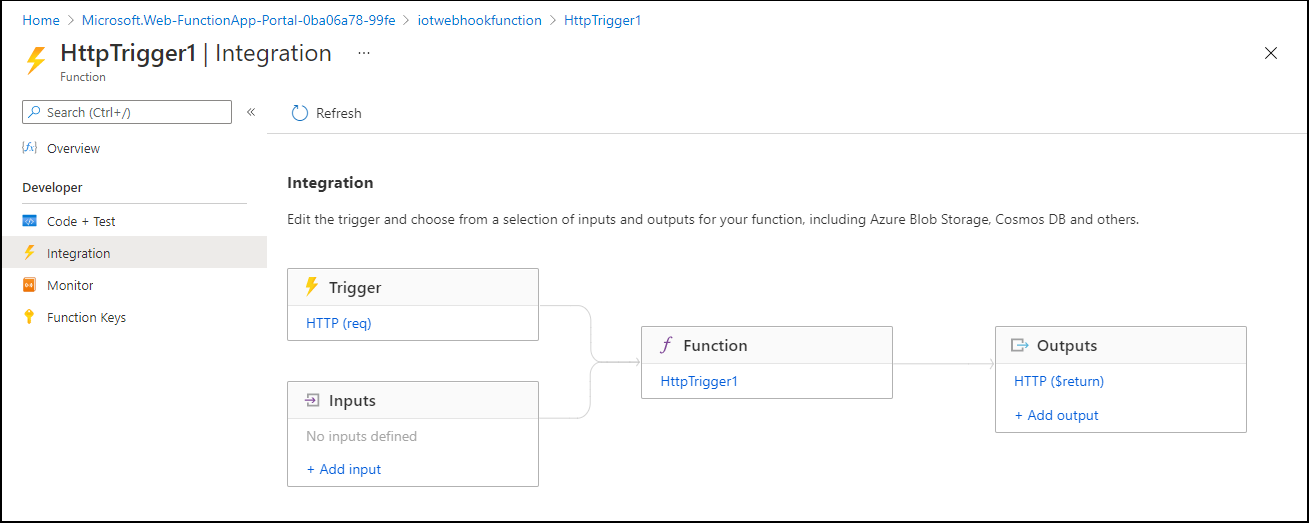 Home > Microsoft.Web-FunctionApp-Portal-0ba06a78-99fe > iotwebhookfunction > HttpTrigger1
HttpTrigger1 | Integration ...
Function
Search (Ctrl+/)
«
Refresh
Overview
Developer
Code + Test
Integration
Monitor
Function Keys
Integration
Edit the trigger and choose from a selection of inputs and outputs for your function, including Azure Blob Storage, Cosmos DB and others.
Trigger
HTTP (req)
Inputs
No inputs defined
+ Add input
Function
HttpTrigger1
Outputs
HTTP ($return)
+ Add output